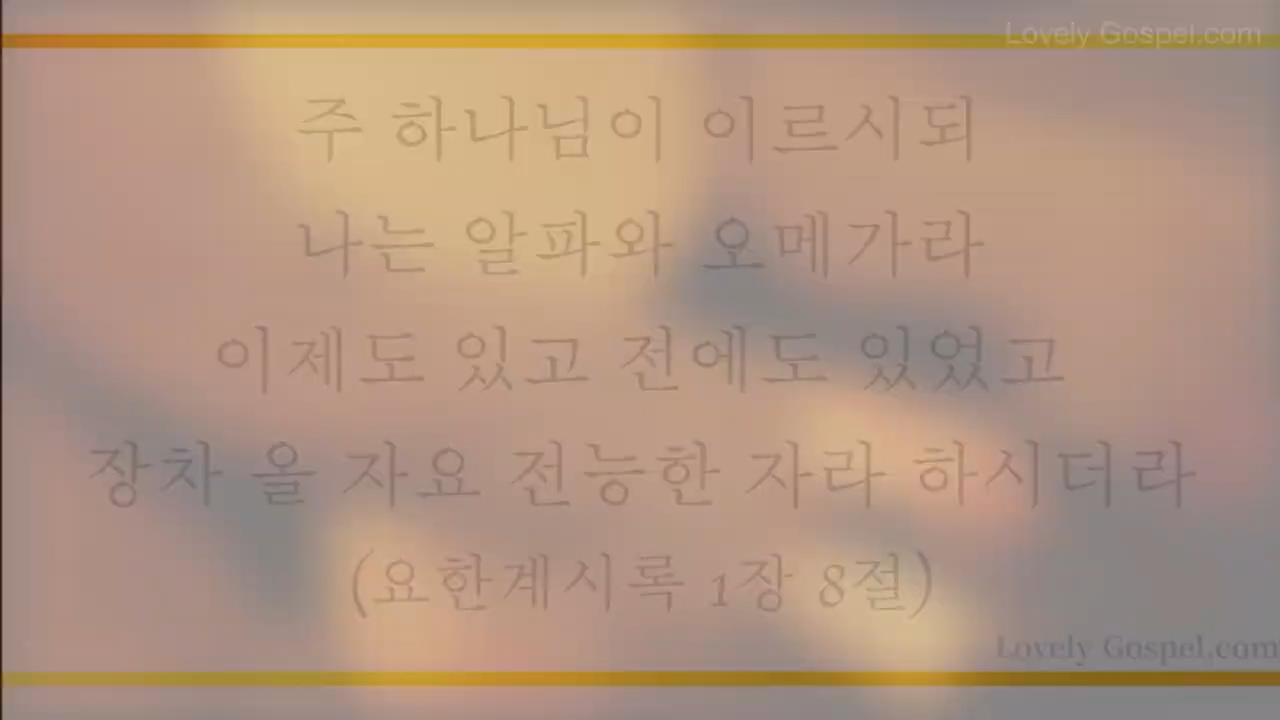 Lovely Gospel.com
주 하나님이 이르시되
나는 알파와 오메가라
이제도 있고 전에도 있었고
장차 올 자요 전능한 자라 하시더라
(요한계시록 1장 8절)
Lovely Gospel.com